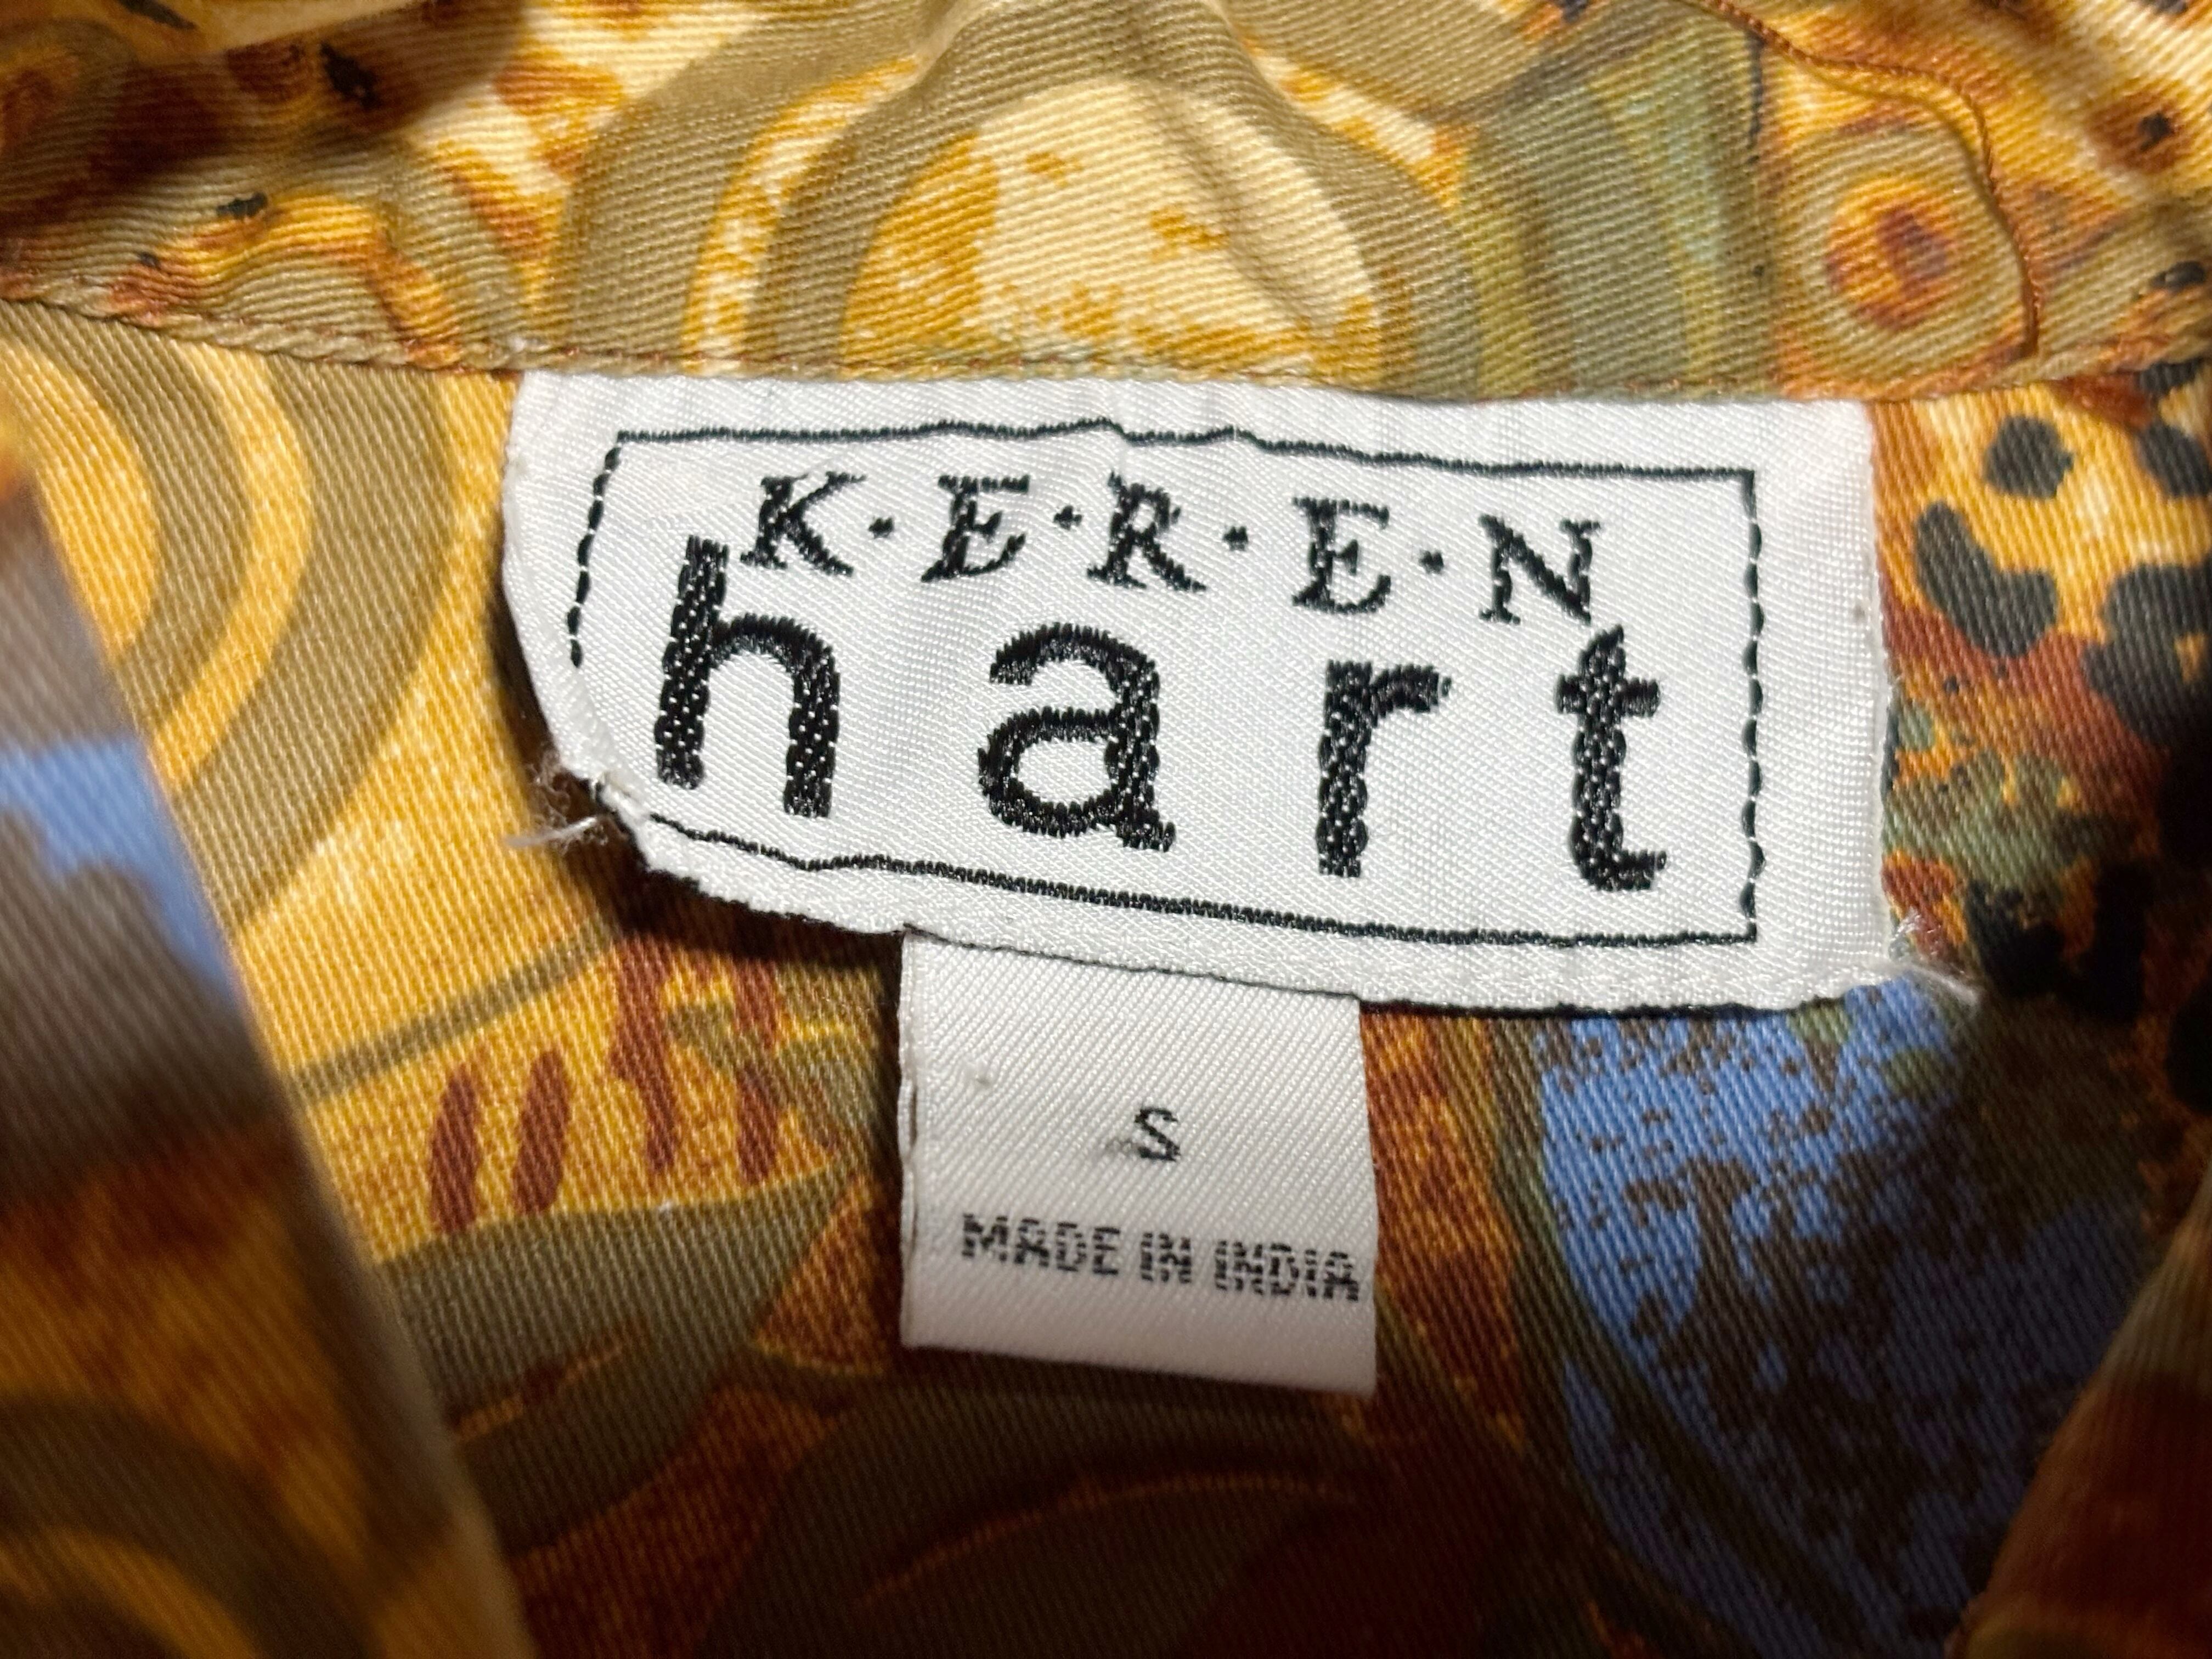 K·E·R·E·N
hart
S
MADE IN INDIA